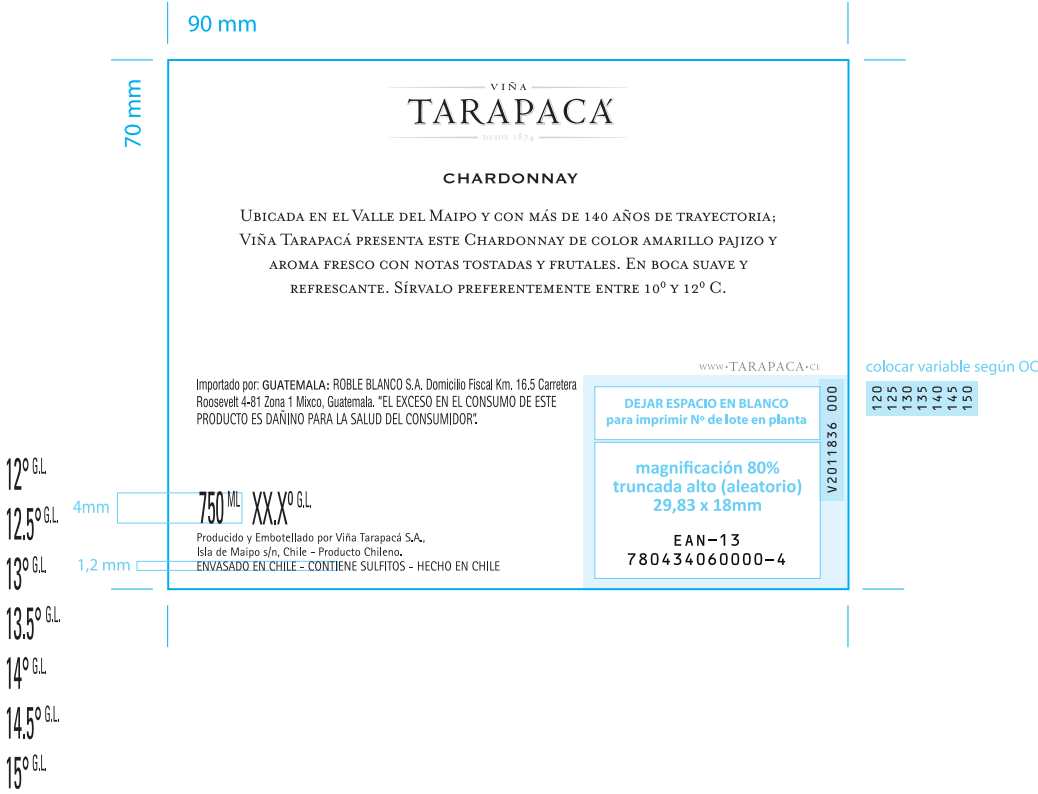 90 mm
70 mm
VIÑA
TARAPACÁ
DESDE 1874
CHARDONNAY
UBICADA EN EL VALLE DEL MAIPO Y CON MÁS DE 140 AÑOS DE TRAYECTORIA;
VIÑA TARAPACÁ PRESENTA ESTE CHARDONNAY DE COLOR AMARILLO PAJIZO Y
AROMA FRESCO CON NOTAS TOSTADAS Y FRUTALES. EN BOCA SUAVE Y
REFRESCANTE. SÍRVALO PREFERENTEMENTE ENTRE 10º Y 12º C.
WWW·TARAPACA·CL
colocar variable según OC
120
125
130
135
140
145
150
Importado por: GUATEMALA: ROBLE BLANCO S.A. Domicilio Fiscal Km. 16.5 Carretera
Roosevelt 4-81 Zona 1 Mixco, Guatemala. "EL EXCESO EN EL CONSUMO DE ESTE
PRODUCTO ES DAÑINO PARA LA SALUD DEL CONSUMIDOR".
DEJAR ESPACIO EN BLANCO
para imprimir Nº de lote en planta
V2011836 000
magnificación 80%
truncada alto (aleatorio)
29,83 x 18mm
EAN-13
780434060000-4
4mm
750 ML XX.Xº G.L.
Producido y Embotellado por Viña Tarapacá S.A.,
Isla de Maipo s/n, Chile - Producto Chileno.
1,2 mm
ENVASADO EN CHILE - CONTIENE SULFITOS - HECHO EN CHILE
12º G.L.
12.5º G.L.
13º G.L.
13.5º G.L.
14º G.L.
14.5º G.L.
15º G.L.